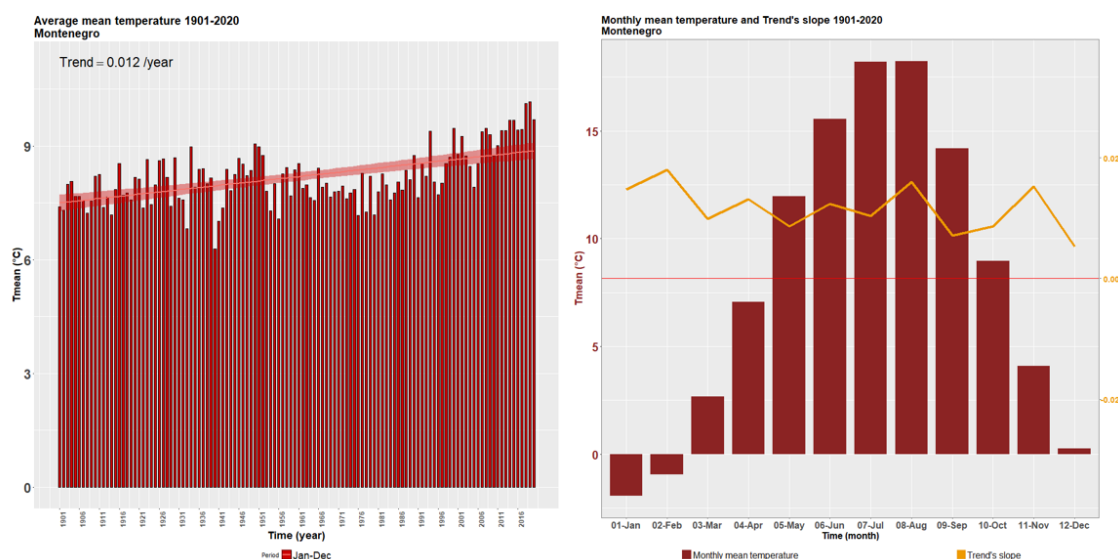 Average mean temperature 1901-2020
Montenegro
Trend = 0.012 /year
9
6
3
0
Tmean (°C)
1901
1906
1911
1916
1921
1926
1931
1936
1941
1946
1951
1956
1961
1966
1971
1976
1981
1986
1991
1996
2001
2006
2011
2016
Time (year)
Period Jan-Dec
Monthly mean temperature and Trend's slope 1901-2020
Montenegro
15
10
5
0
Tmean (°C)
0.02
0.00
-0.02
01-Jan 02-Feb 03-Mar 04-Apr 05-May 06-Jun 07-Jul 08-Aug 09-Sep 10-Oct 11-Nov 12-Dec
Time (month)
Monthly mean temperature Trend's slope